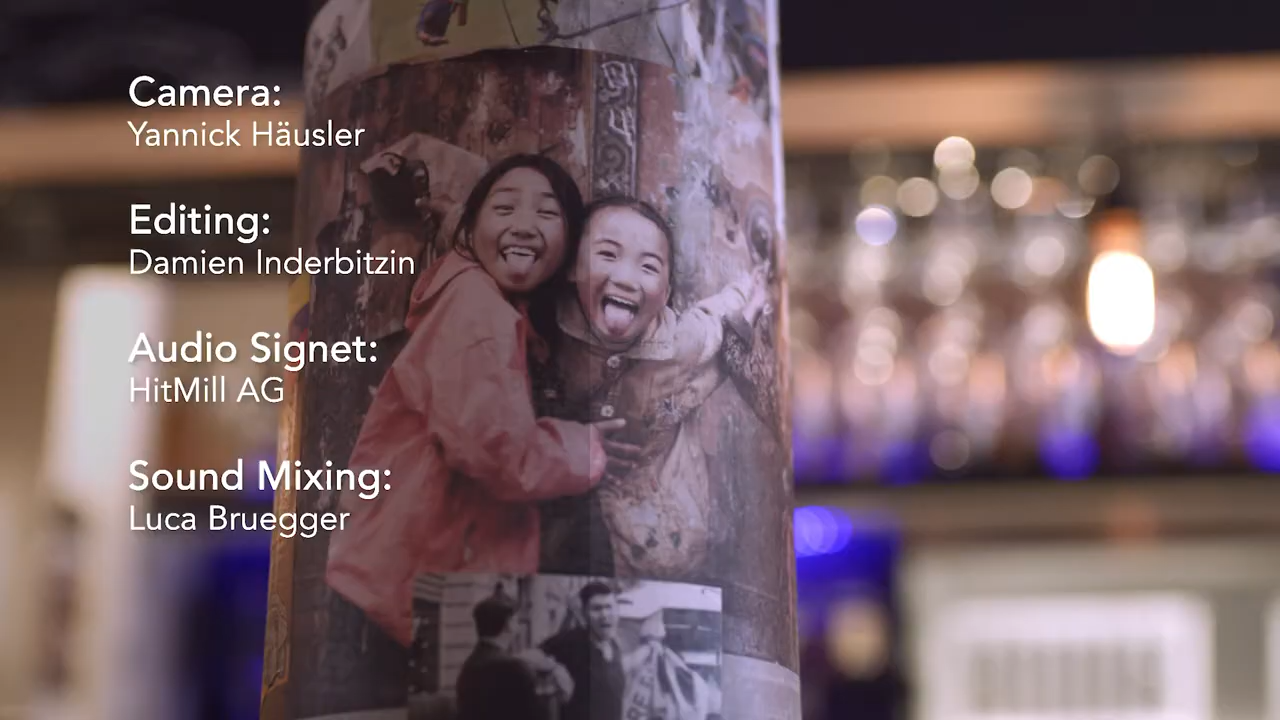 Camera:
Yannick Häusler
Editing:
Damien Inderbitzin
Audio Signet:
HitMill AG
Sound Mixing:
Luca Bruegger